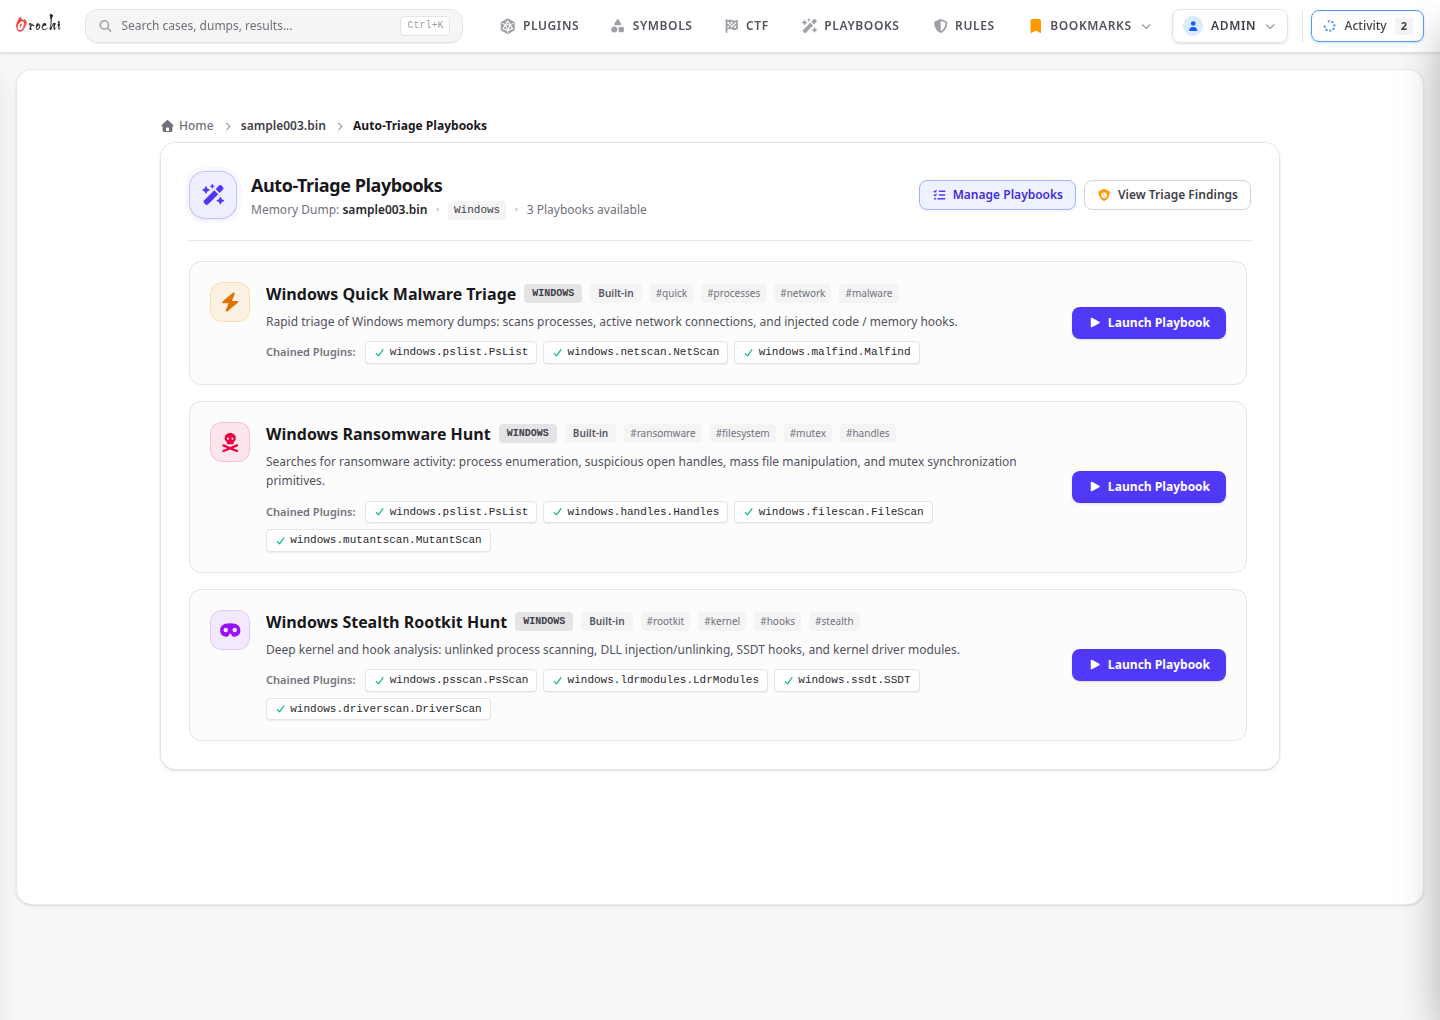 Orochi
Search cases, dumps, results...
Ctrl+K
PLUGINS
SYMBOLS
CTF
PLAYBOOKS
RULES
BOOKMARKS
ADMIN
Activity 2
Home > sample003.bin > Auto-Triage Playbooks
Auto-Triage Playbooks
Memory Dump: sample003.bin • Windows • 3 Playbooks available
Manage Playbooks
View Triage Findings
Windows Quick Malware Triage WINDOWS Built-in #quick #processes #network #malware
Rapid triage of Windows memory dumps: scans processes, active network connections, and injected code / memory hooks.
Chained Plugins: windows.pslist.PsList windows.netscan.NetScan windows.malfind.Malfind
Launch Playbook
Windows Ransomware Hunt WINDOWS Built-in #ransomware #filesystem #mutex #handles
Searches for ransomware activity: process enumeration, suspicious open handles, mass file manipulation, and mutex synchronization
primitives.
Chained Plugins: windows.pslist.PsList windows.handles.Handles windows.filescan.FileScan
windows.mutantscan.MutantScan
Launch Playbook
Windows Stealth Rootkit Hunt WINDOWS Built-in #rootkit #kernel #hooks #stealth
Deep kernel and hook analysis: unlinked process scanning, DLL injection/unlinking, SSDT hooks, and kernel driver modules.
Chained Plugins: windows.psscan.PsScan windows.ldrmodules.LdrModules windows.ssdt.SSDT
windows.driverscan.DriverScan
Launch Playbook